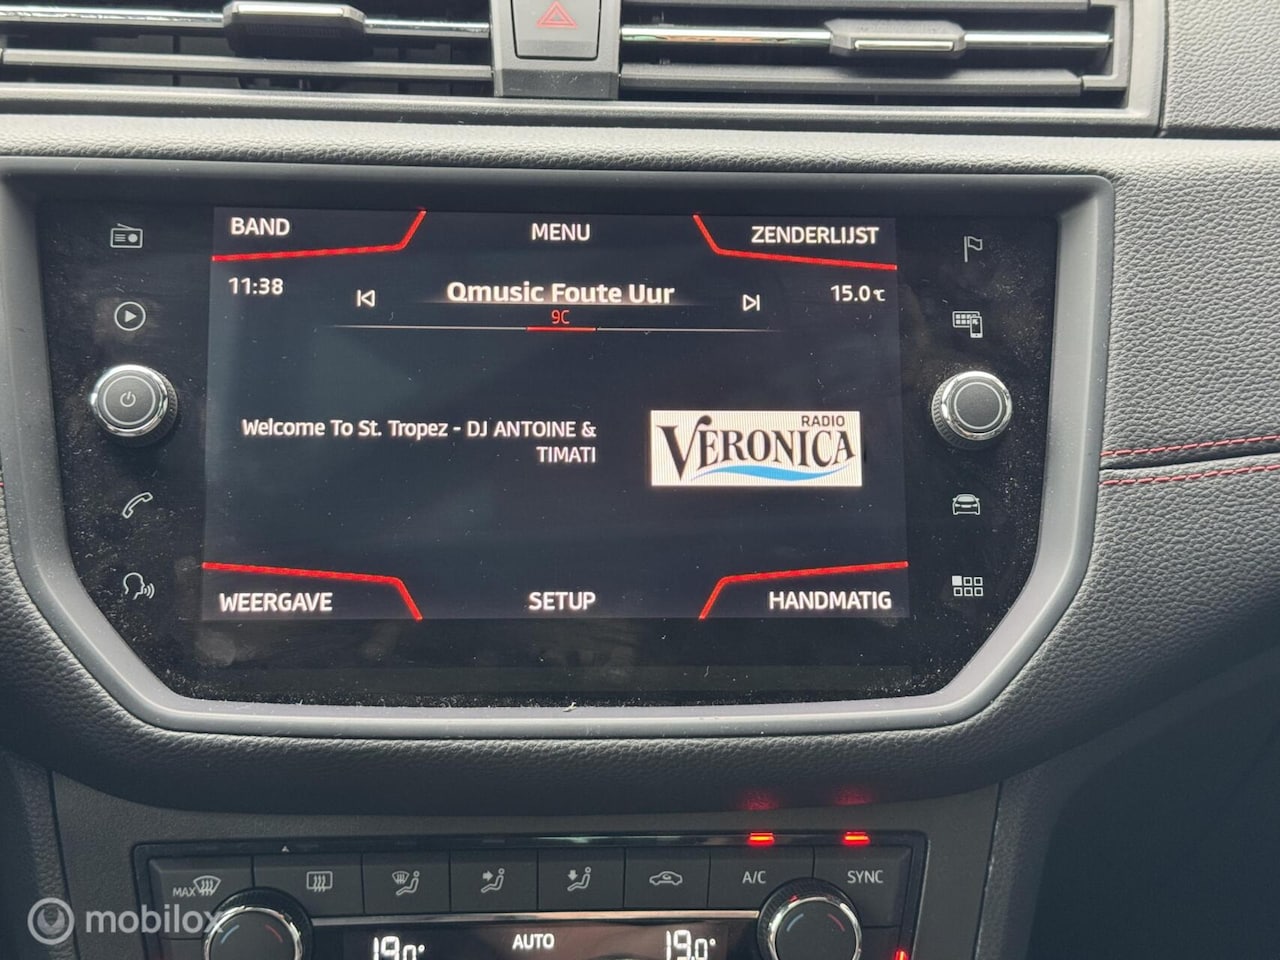 BAND
MENU
ZENDERLIJST
11:38
Qmusic Foute Uur
15.0°C
9C
Welcome To St. Tropez - DJ ANTOINE &
TIMATI
RADIO
VERONICA
WEERGAVE
SETUP
HANDMATIG
MAX
A/C
SYNC
19.0°
AUTO
19.0°
mobilox